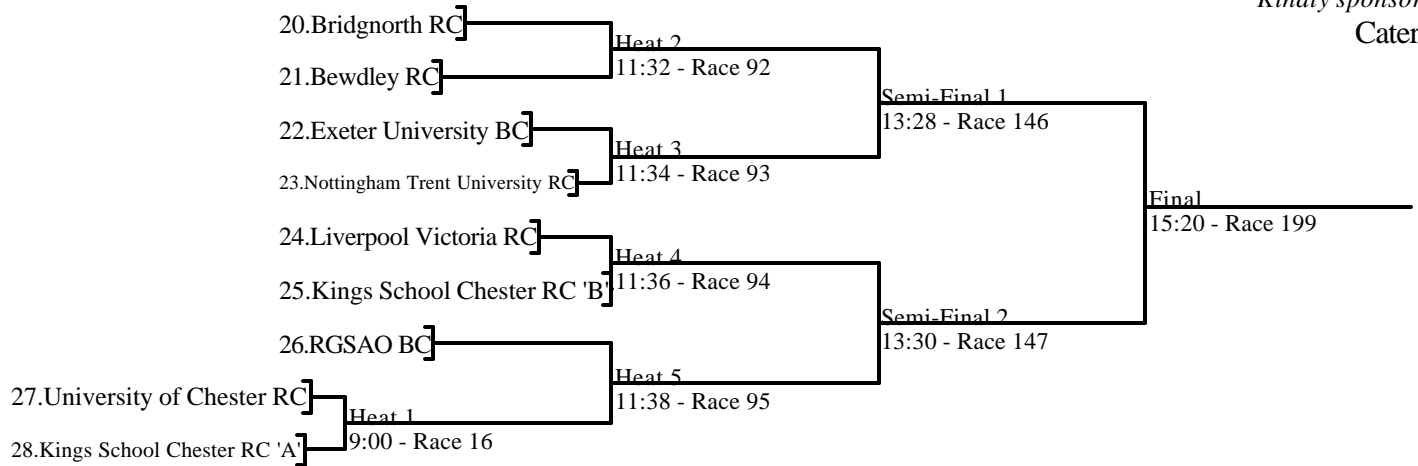 Kindly sponsor
Cater
20.Bridgnorth RC
Heat 2
11:32 - Race 92
21.Bewdley RC
Semi-Final 1
13:28 - Race 146
22.Exeter University BC
Heat 3
11:34 - Race 93
23.Nottingham Trent University RC
Final
15:20 - Race 199
24.Liverpool Victoria RC
Heat 4
11:36 - Race 94
25.Kings School Chester RC 'B'
Semi-Final 2
13:30 - Race 147
26.RGSAO BC
Heat 5
11:38 - Race 95
27.University of Chester RC
Heat 1
9:00 - Race 16
28.Kings School Chester RC 'A'